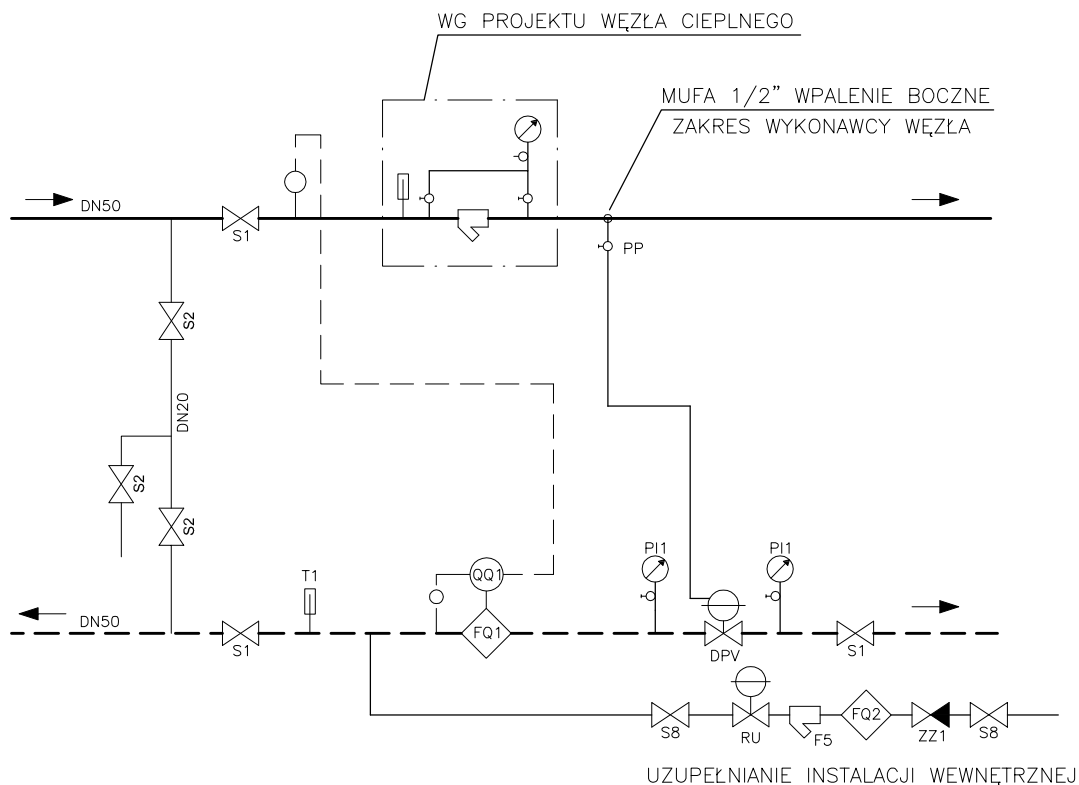 WG PROJEKTU WĘZŁA CIEPLNEGO
MUFA 1/2" WPALENIE BOCZNE
ZAKRES WYKONAWCY WĘZŁA
DN50
S1
PP
S2
DN20
S2
S2
T1
QQ1
PI1
PI1
DN50
S1
FQ1
DPV
S1
S8
RU
F5
FQ2
ZZ1
S8
UZUPEŁNIANIE INSTALACJI WEWNĘTRZNEJ